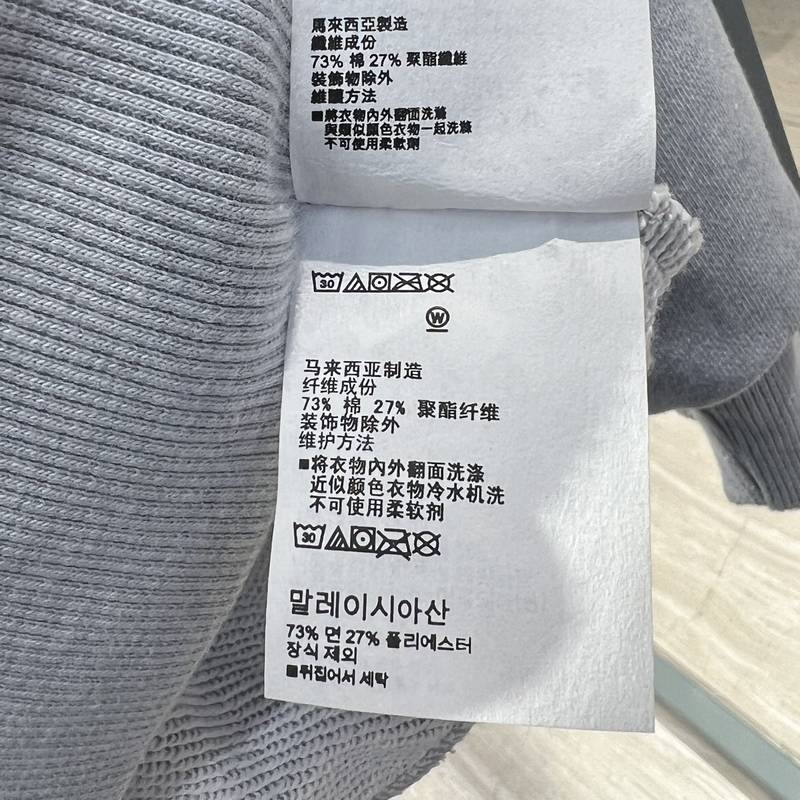 馬來西亞製造
纖維成份
73% 棉 27% 聚酯纖維
裝飾物除外
維護方法
■將衣物內外翻面洗滌
與類似顏色衣物一起洗滌
不可使用柔軟劑
30
W
马来西亚制造
纤维成份
73% 棉 27% 聚酯纤维
装饰物除外
维护方法
■将衣物內外翻面洗涤
近似颜色衣物冷水机洗
不可使用柔软剂
30
말레이시아산
73% 면 27% 폴리에스터
장식 제외
■뒤집어서 세탁